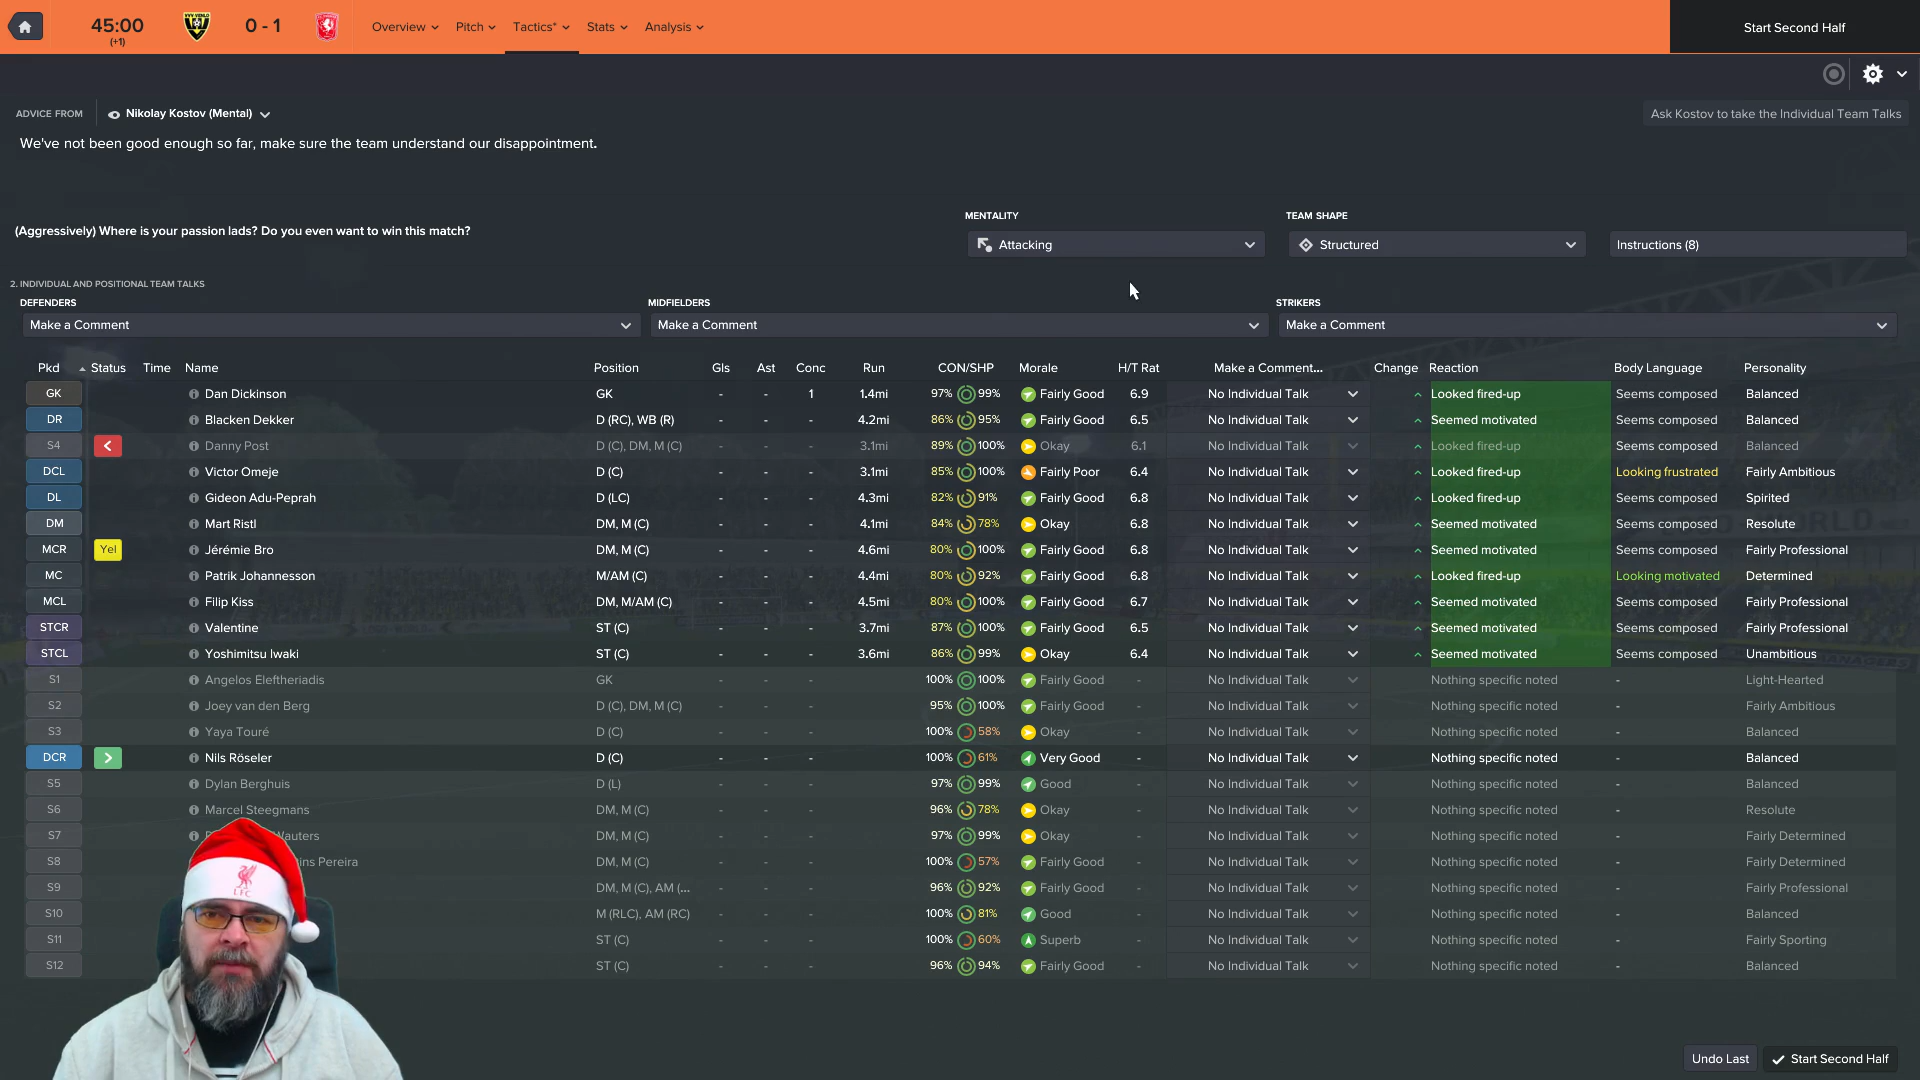 45:00
(+1)
0 - 1
Overview
Pitch
Tactics*
Stats
Analysis
Start Second Half
ADVICE FROM
Nikolay Kostov (Mental)
Ask Kostov to take the Individual Team Talks
We've not been good enough so far, make sure the team understand our disappointment.
MENTALITY
TEAM SHAPE
(Aggressively) Where is your passion lads? Do you even want to win this match?
Attacking
Structured
Instructions (8)
2. INDIVIDUAL AND POSITIONAL TEAM TALKS
DEFENDERS
MIDFIELDERS
STRIKERS
Make a Comment
Make a Comment
Make a Comment
Pkd Status Time Name Position Gls Ast Conc Run CON/SHP Morale H/T Rat Make a Comment... Change Reaction Body Language Personality
GK Dan Dickinson GK - - 1 1.4mi 97% 99% Fairly Good 6.9 No Individual Talk Looked fired-up Seems composed Balanced
DR Blacken Dekker D (RC), WB (R) - - - 4.2mi 86% 95% Fairly Good 6.5 No Individual Talk Seemed motivated Seems composed Balanced
S4 Danny Post D (C), DM, M (C) - - - 3.1mi 89% 100% Okay 6.1 No Individual Talk Looked fired-up Seems composed Balanced
DCL Victor Omeje D (C) - - - 3.1mi 85% 100% Fairly Poor 6.4 No Individual Talk Looked fired-up Looking frustrated Fairly Ambitious
DL Gideon Adu-Peprah D (LC) - - - 4.3mi 82% 91% Fairly Good 6.8 No Individual Talk Looked fired-up Seems composed Spirited
DM Mart Ristl DM, M (C) - - - 4.1mi 84% 78% Okay 6.8 No Individual Talk Seemed motivated Seems composed Resolute
MCR Yel Jérémie Bro DM, M (C) - - - 4.6mi 80% 100% Fairly Good 6.8 No Individual Talk Seemed motivated Seems composed Fairly Professional
MC Patrik Johannesson M/AM (C) - - - 4.4mi 80% 92% Fairly Good 6.8 No Individual Talk Looked fired-up Looking motivated Determined
MCL Filip Kiss DM, M/AM (C) - - - 4.5mi 80% 100% Fairly Good 6.7 No Individual Talk Seemed motivated Seems composed Fairly Professional
STCR Valentine ST (C) - - - 3.7mi 87% 100% Fairly Good 6.5 No Individual Talk Seemed motivated Seems composed Fairly Professional
STCL Yoshimitsu Iwaki ST (C) - - - 3.6mi 86% 99% Okay 6.4 No Individual Talk Seemed motivated Seems composed Unambitious
S1 Angelos Eleftheriadis GK - - - 100% 100% Fairly Good - No Individual Talk Nothing specific noted - Light-Hearted
S2 Joey van den Berg D (C), DM, M (C) - - - 95% 100% Fairly Good - No Individual Talk Nothing specific noted - Fairly Ambitious
S3 Yaya Touré D (C) - - - 100% 58% Okay - No Individual Talk Nothing specific noted - Balanced
DCR Nils Röseler D (C) - - - 100% 61% Very Good - No Individual Talk Nothing specific noted - Balanced
S5 Dylan Berghuis D (L) - - - 97% 99% Good - No Individual Talk Nothing specific noted - Balanced
S6 Marcel Steegmans DM, M (C) - - - 96% 78% Okay - No Individual Talk Nothing specific noted - Resolute
S7 Wauters DM, M (C) - - - 97% 99% Okay - No Individual Talk Nothing specific noted - Fairly Determined
S8 Pereira DM, M (C) - - - 100% 57% Fairly Good - No Individual Talk Nothing specific noted - Fairly Determined
S9 DM, M (C), AM (... - - - 96% 92% Fairly Good - No Individual Talk Nothing specific noted - Fairly Professional
S10 M (RLC), AM (RC) - - - 100% 81% Good - No Individual Talk Nothing specific noted - Balanced
S11 ST (C) - - - 100% 60% Superb - No Individual Talk Nothing specific noted - Fairly Sporting
S12 ST (C) - - - 96% 94% Fairly Good - No Individual Talk Nothing specific noted - Balanced
L.F.C.
Undo Last
Start Second Half